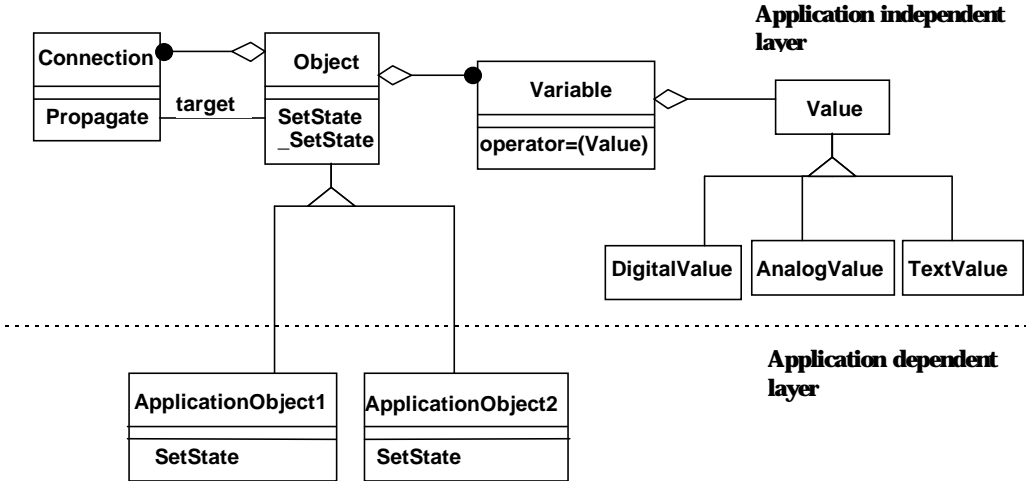 Application independent
layer
Connection
Propagate
target
Object
SetState
_SetState
Variable
operator=(Value)
Value
DigitalValue
AnalogValue
TextValue
Application dependent
layer
ApplicationObject1
SetState
ApplicationObject2
SetState